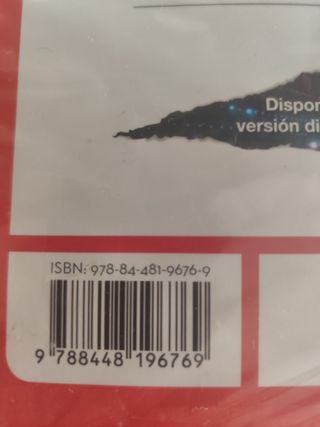 Dispon
versión di
ISBN: 978-84-481-9676-9
9 788448 196769